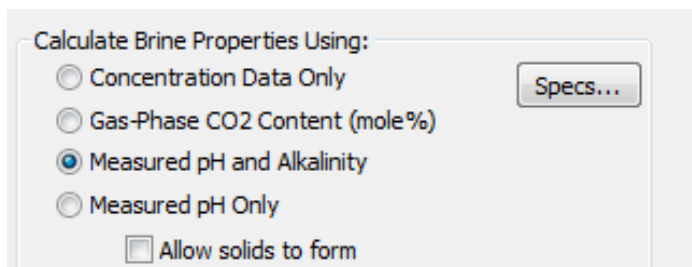 Calculate Brine Properties Using:
Concentration Data Only
Specs...
Gas-Phase CO2 Content (mole%)
Measured pH and Alkalinity
Measured pH Only
Allow solids to form